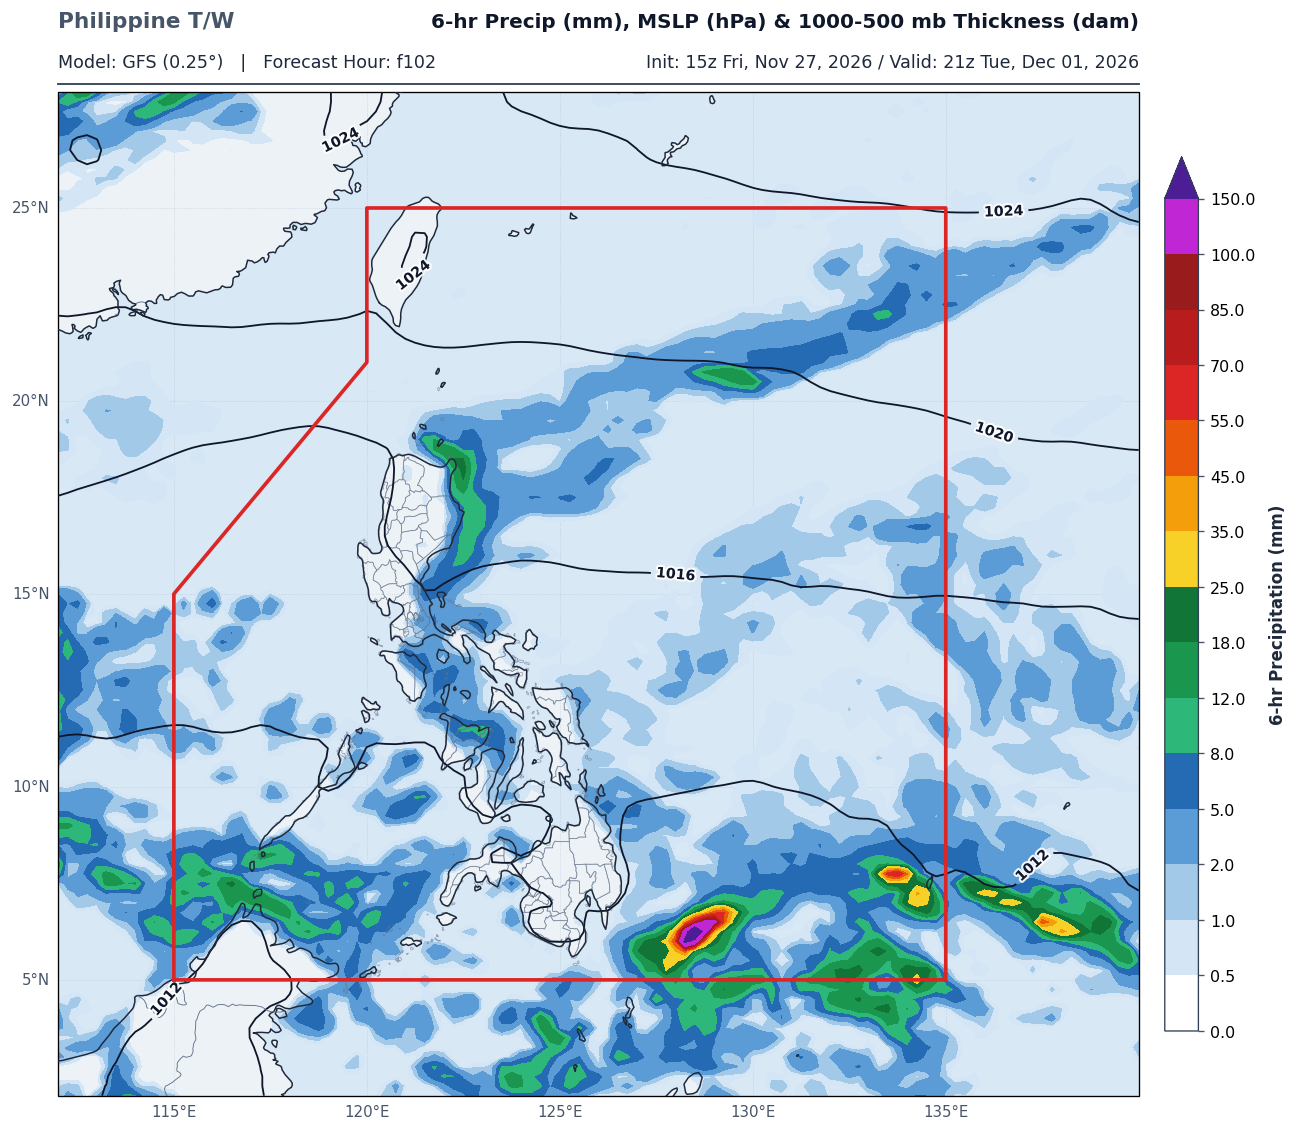 Philippine T/W
6-hr Precip (mm), MSLP (hPa) & 1000-500 mb Thickness (dam)
Model: GFS (0.25°) | Forecast Hour: f102
Init: 15z Fri, Nov 27, 2026 / Valid: 21z Tue, Dec 01, 2026
1024
1024
1024
1020
1016
1012
1012
25°N
20°N
15°N
10°N
5°N
115°E
120°E
125°E
130°E
135°E
150.0
100.0
85.0
70.0
55.0
45.0
35.0
25.0
18.0
12.0
8.0
5.0
2.0
1.0
0.5
0.0
6-hr Precipitation (mm)